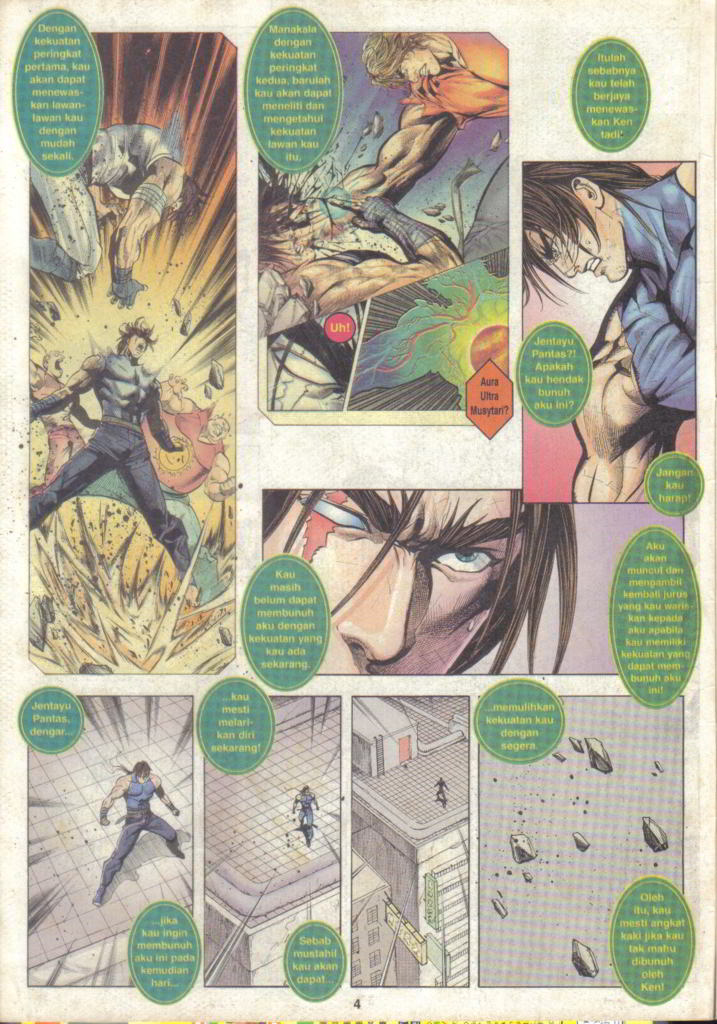 Dengan
kekuatan
peringkat
pertama, kau
akan dapat
menewas-
kan lawan-
lawan kau
dengan
mudah
sekali.
Manakala
dengan
kekuatan
peringkat
kedua, barulah
kau akan dapat
meneliti dan
mengetahui
kekuatan
lawan kau
itu.
Itulah
sebabnya
kau telah
berjaya
menewas-
kan Ken
tadi!
Uh!
Aura
Ultra
Musytari?
Jentayu
Pantas?!
Apakah
kau hendak
bunuh
aku ini?
Jangan
kau
harap!
Kau
masih
belum dapat
membunuh
aku dengan
kekuatan yang
kau ada
sekarang.
Aku
akan
muncul dan
mengambil
kembali jurus
yang kau waris-
kan kepada
aku apabila
kau memiliki
kekuatan yang
dapat mem-
bunuh aku
ini!
Jentayu
Pantas,
dengar...
...jika
kau ingin
membunuh
aku ini pada
kemudian
hari...
...kau
mesti
melari-
kan diri
sekarang!
Sebab
mustahil
kau akan
dapat...
...memulihkan
kekuatan kau
dengan
segera.
Oleh
itu, kau
mesti angkat
kaki jika kau
tak mahu
dibunuh
oleh
Ken!
4